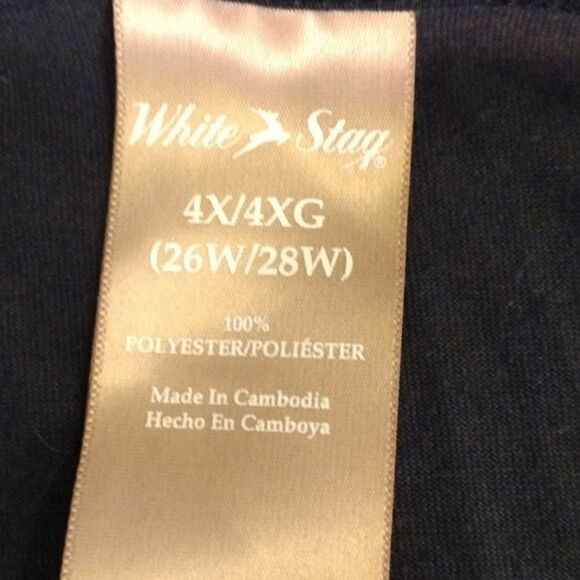 White Stag®
4X/4XG
(26W/28W)
100%
POLYESTER/POLIÉSTER
Made In Cambodia
Hecho En Camboya